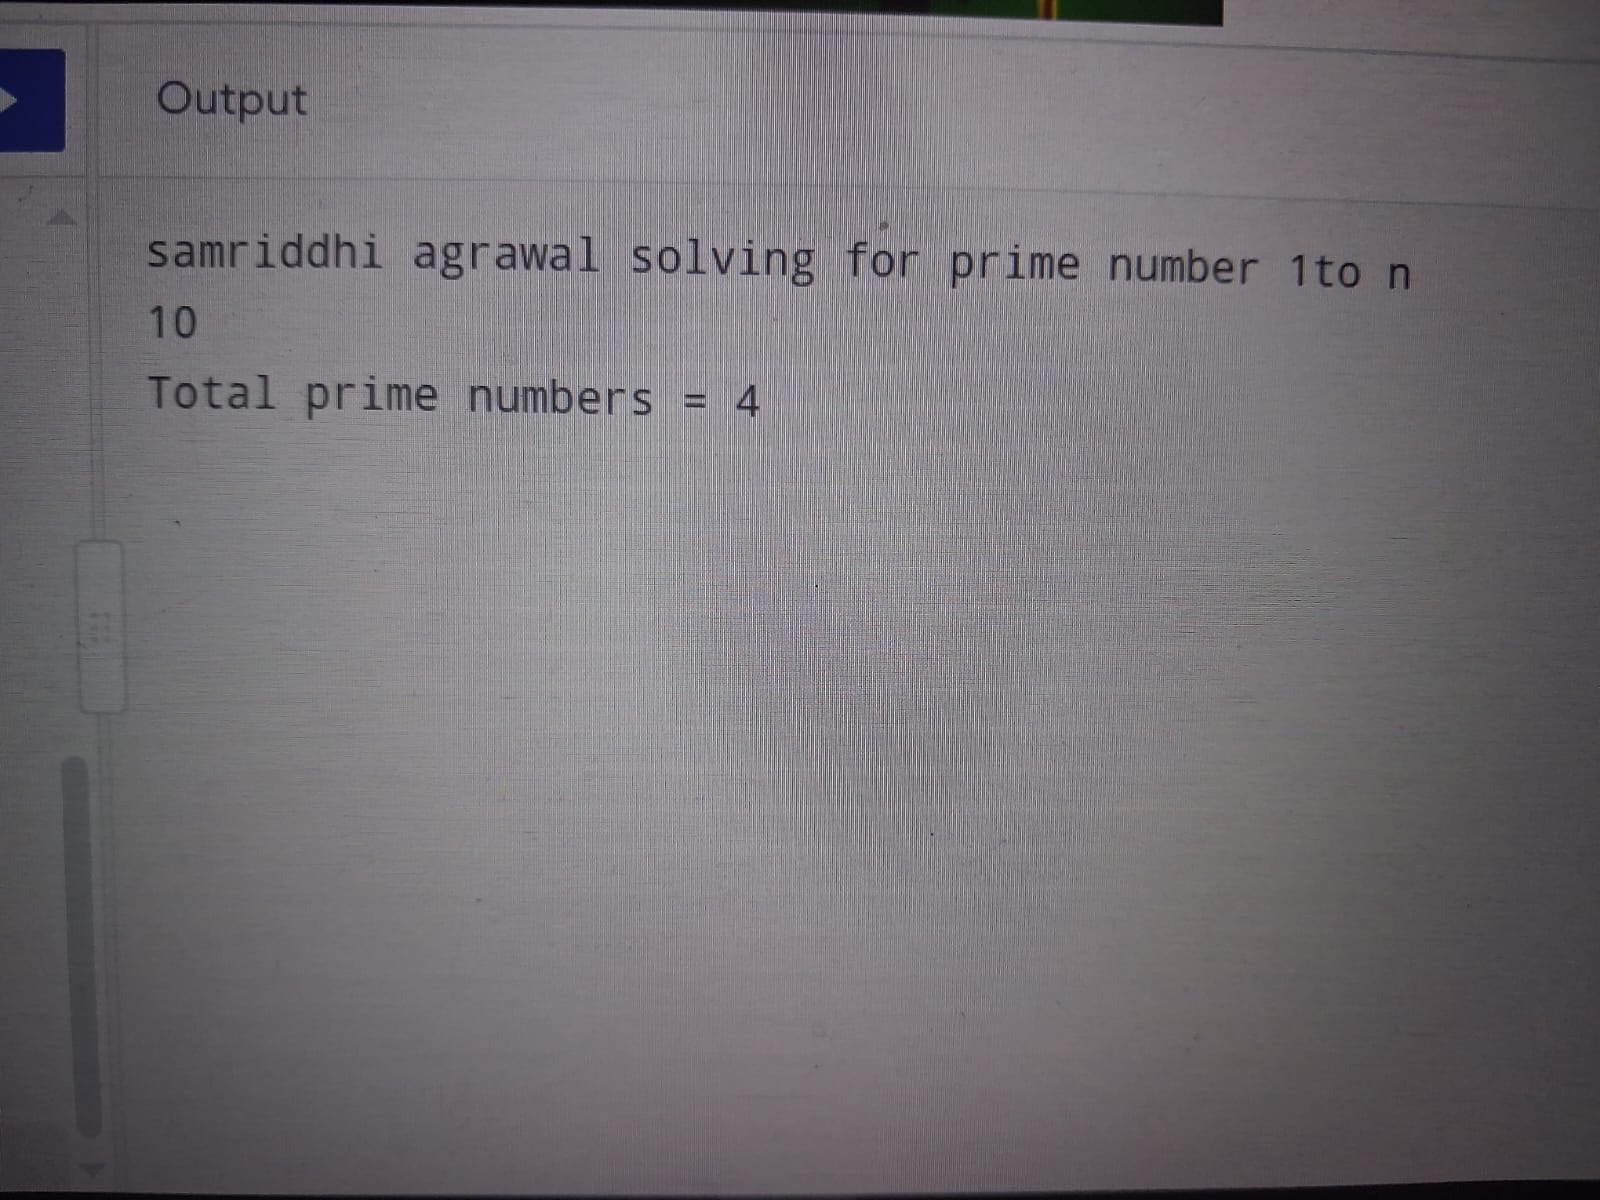 Output
samriddhi agrawal solving for prime number 1to n
10
Total prime numbers = 4